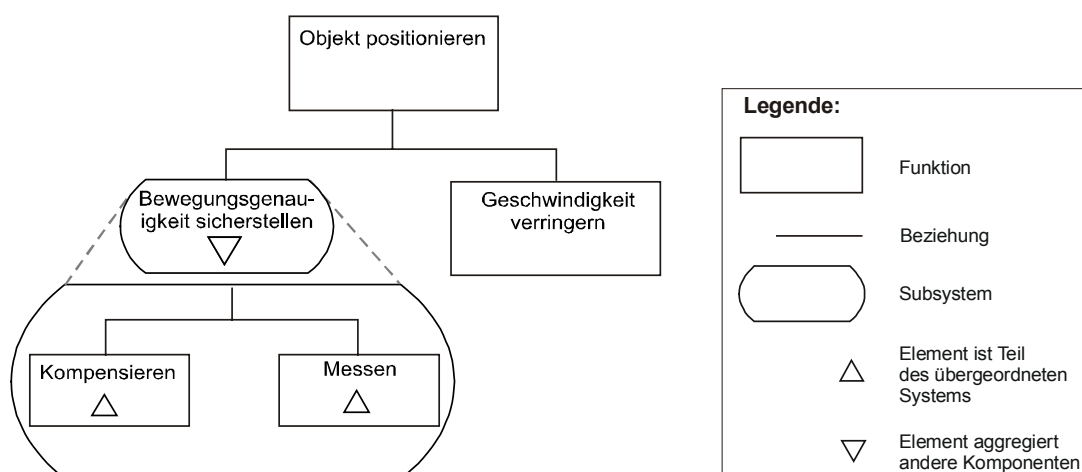 Objekt positionieren
Bewegungsgenau-
igkeit sicherstellen
Geschwindigkeit
verringern
Kompensieren
Messen
Legende:
Funktion
Beziehung
Subsystem
Element ist Teil
des übergeordneten
Systems
Element aggregiert
andere Komponenten